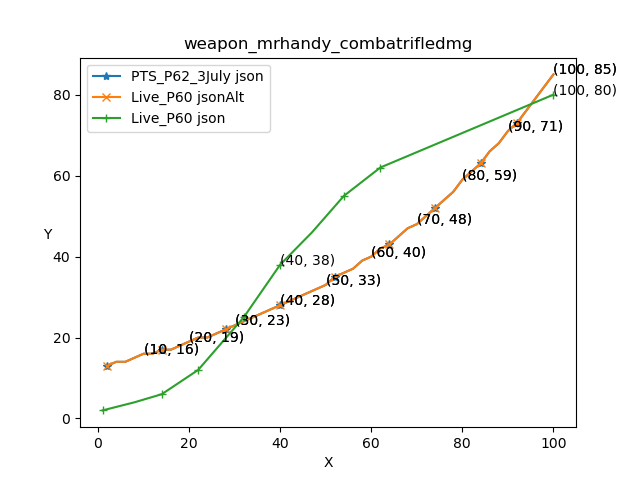 weapon_mrhandy_combatrifledmg
PTS_P62_3July json
Live_P60 jsonAlt
Live_P60 json
(100, 85)
(100, 80)
(90, 71)
(80, 59)
(70, 48)
(60, 40)
(40, 38)
(50, 33)
(40, 28)
(30, 23)
(20, 19)
(10, 16)
80
60
40
20
0
Y
0 20 40 60 80 100
X